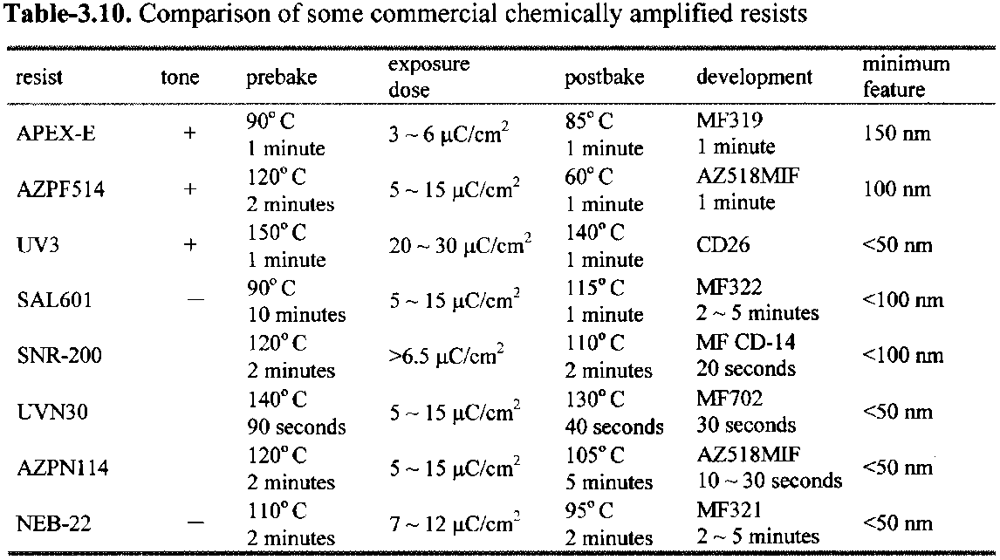 Table-3.10. Comparison of some commercial chemically amplified resists
resist tone prebake exposure dose postbake development minimum feature
APEX-E + 90° C 1 minute 3 ~ 6 μC/cm² 85° C 1 minute MF319 1 minute 150 nm
AZPF514 + 120° C 2 minutes 5 ~ 15 μC/cm² 60° C 1 minute AZ518MIF 1 minute 100 nm
UV3 + 150° C 1 minute 20 ~ 30 μC/cm² 140° C 1 minute CD26 <50 nm
SAL601 — 90° C 10 minutes 5 ~ 15 μC/cm² 115° C 1 minute MF322 2 ~ 5 minutes <100 nm
SNR-200 120° C 2 minutes >6.5 μC/cm² 110° C 2 minutes MF CD-14 20 seconds <100 nm
UVN30 140° C 90 seconds 5 ~ 15 μC/cm² 130° C 40 seconds MF702 30 seconds <50 nm
AZPN114 120° C 2 minutes 5 ~ 15 μC/cm² 105° C 5 minutes AZ518MIF 10 ~ 30 seconds <50 nm
NEB-22 — 110° C 2 minutes 7 ~ 12 μC/cm² 95° C 2 minutes MF321 2 ~ 5 minutes <50 nm